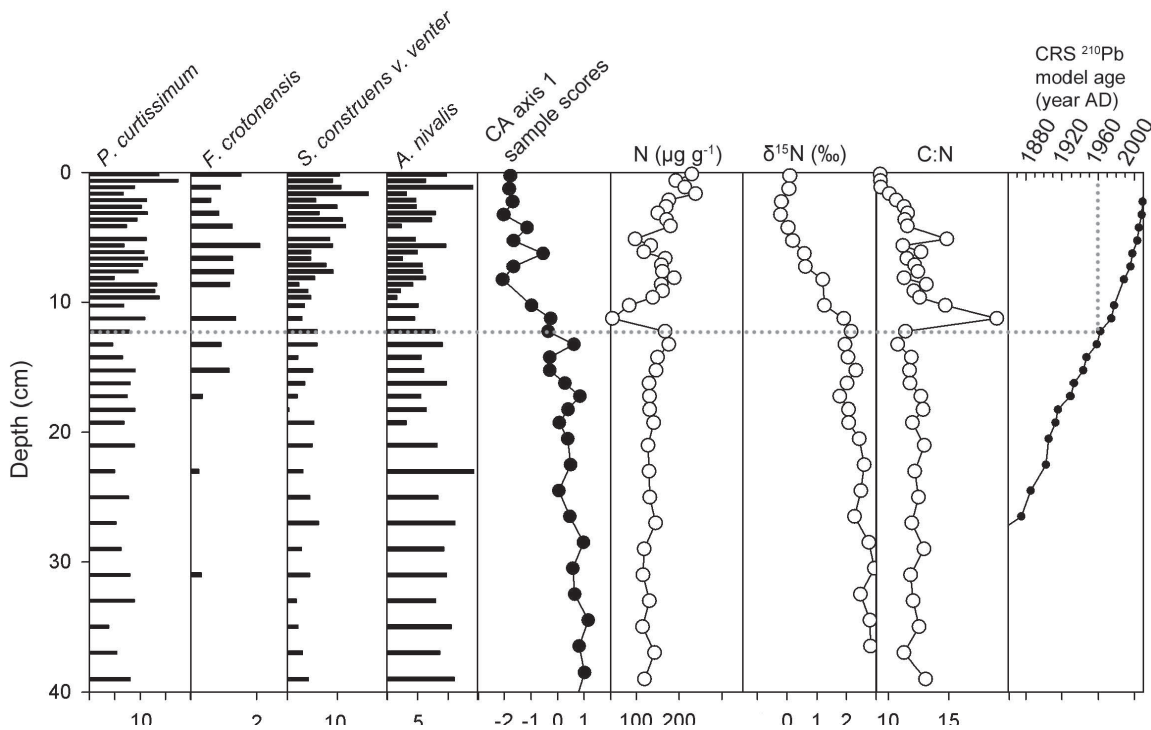 P. curtissimum
F. crotonensis
S. construens v. venter
A. nivalis
CA axis 1
sample scores
N (µg g⁻¹)
δ¹⁵N (‰)
C:N
CRS ²¹⁰Pb
model age
(year AD)
1880 1920 1960 2000
Depth (cm)
0
10
20
30
40
10 2 10 5 -2 -1 0 1 100 200 0 1 2 10 15